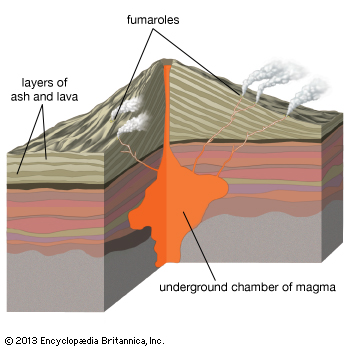 fumaroles
layers of
ash and lava
underground chamber of magma
© 2013 Encyclopædia Britannica, Inc.